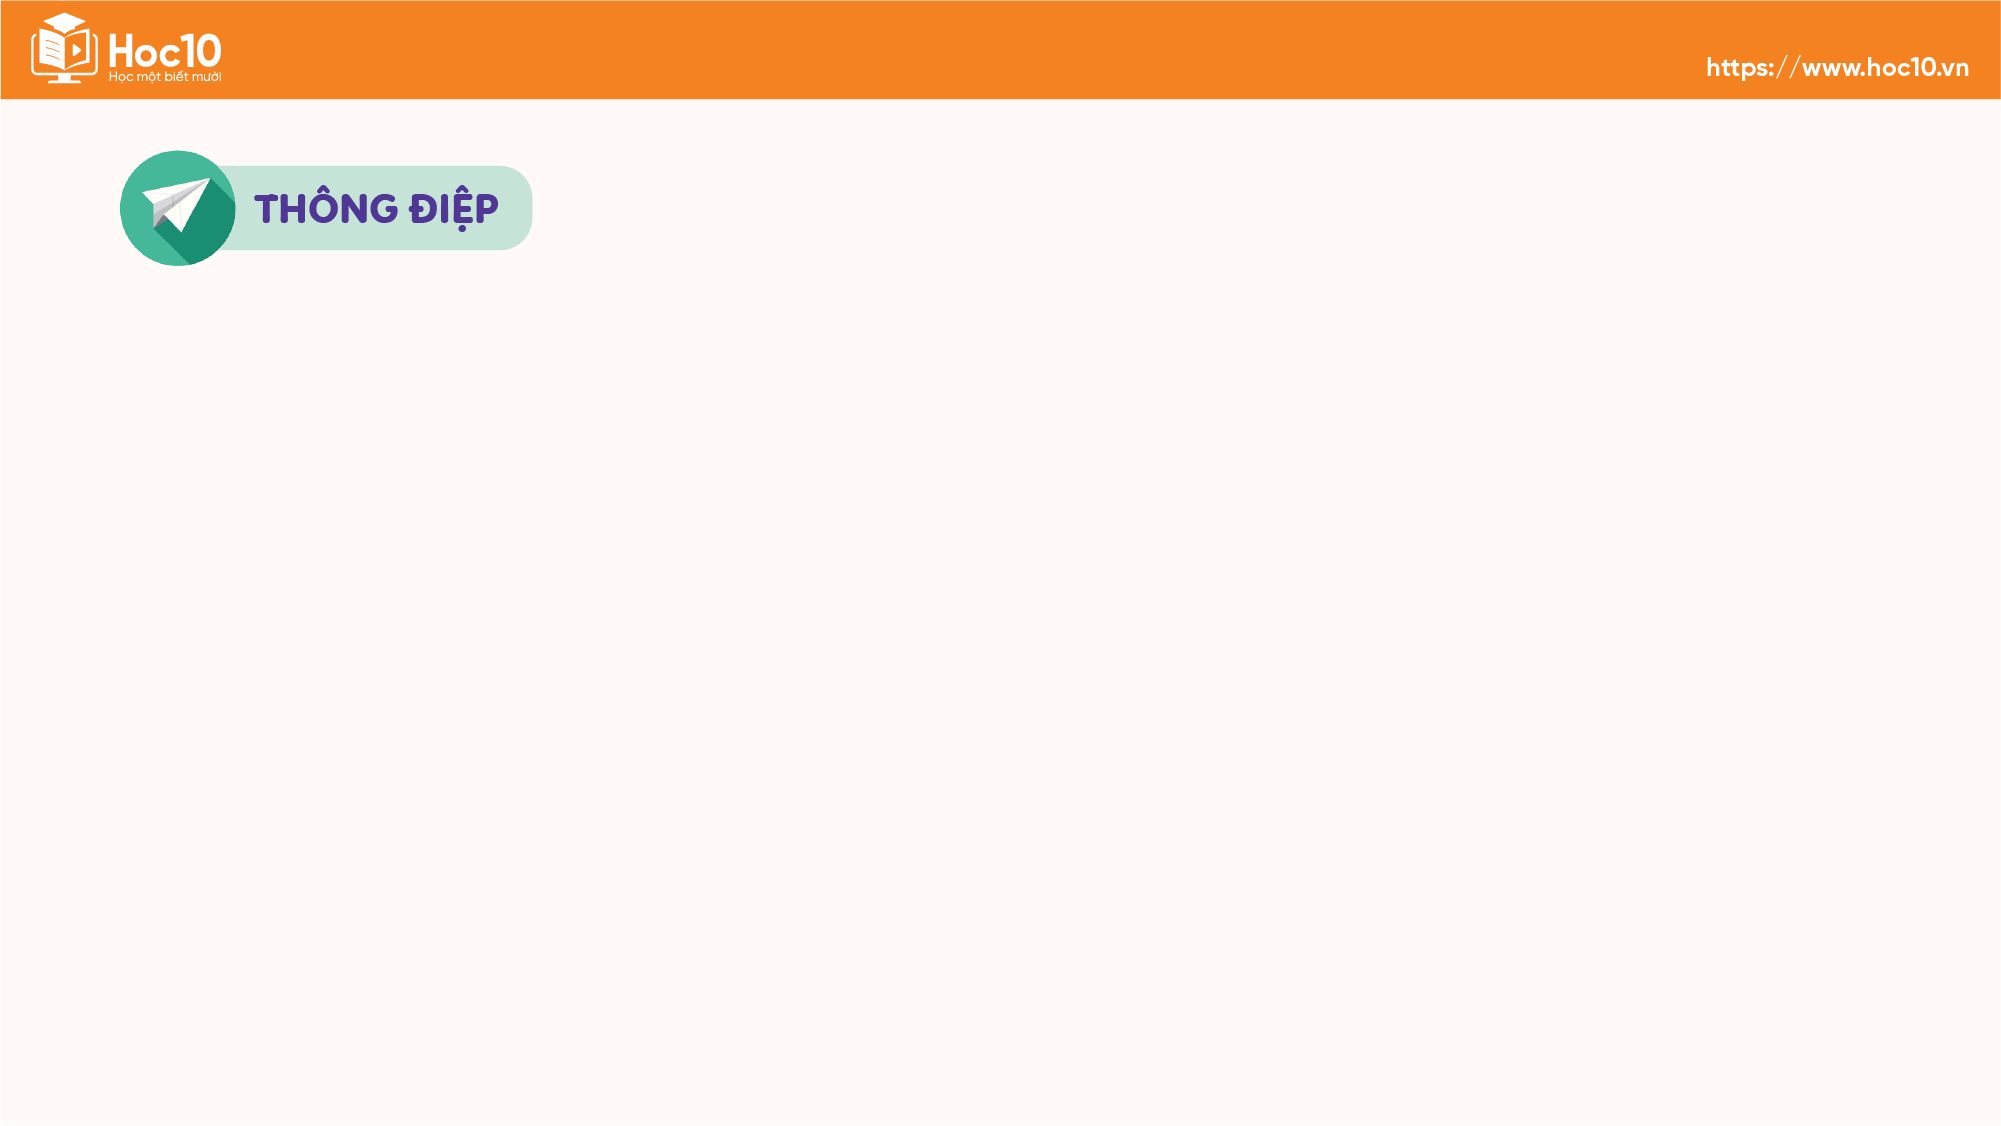 Hoc10
Học một biết mười
https://www.hoc10.vn
THÔNG ĐIỆP